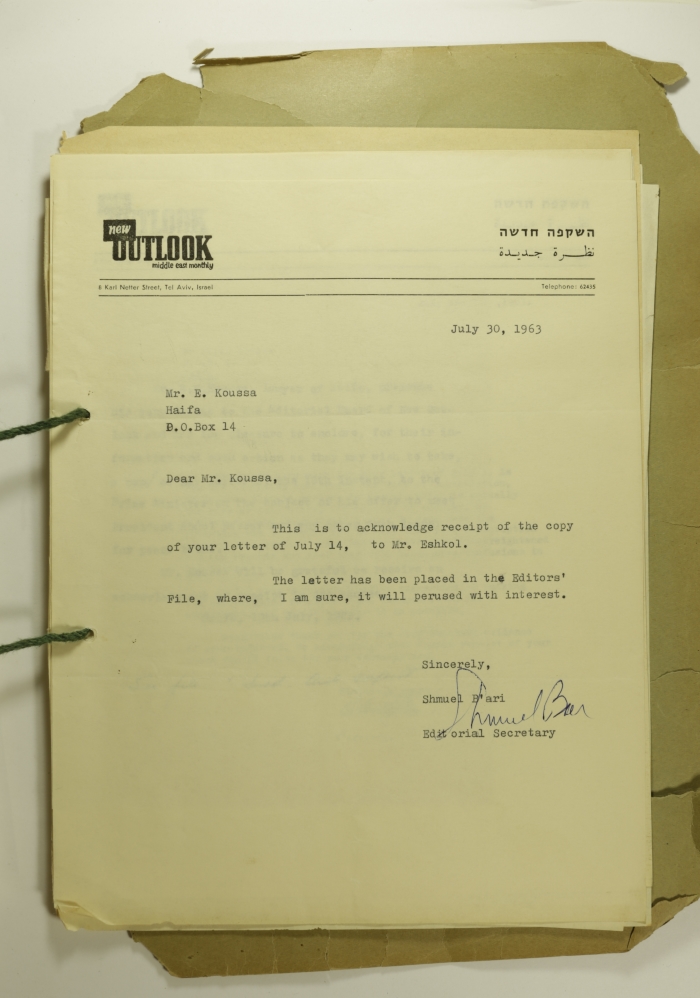 new
OUTLOOK
middle east monthly
השקפה חדשה
نظرة جديدة
8 Karl Netter Street, Tel Aviv, Israel
Telephone: 62435
July 30, 1963
Mr. E. Koussa
Haifa
P.O.Box 14
Dear Mr. Koussa,
This is to acknowledge receipt of the copy
of your letter of July 14, to Mr. Eshkol.
The letter has been placed in the Editors'
File, where, I am sure, it will perused with interest.
Sincerely,
Shmuel B'ari
Shmuel Bari
Editorial Secretary